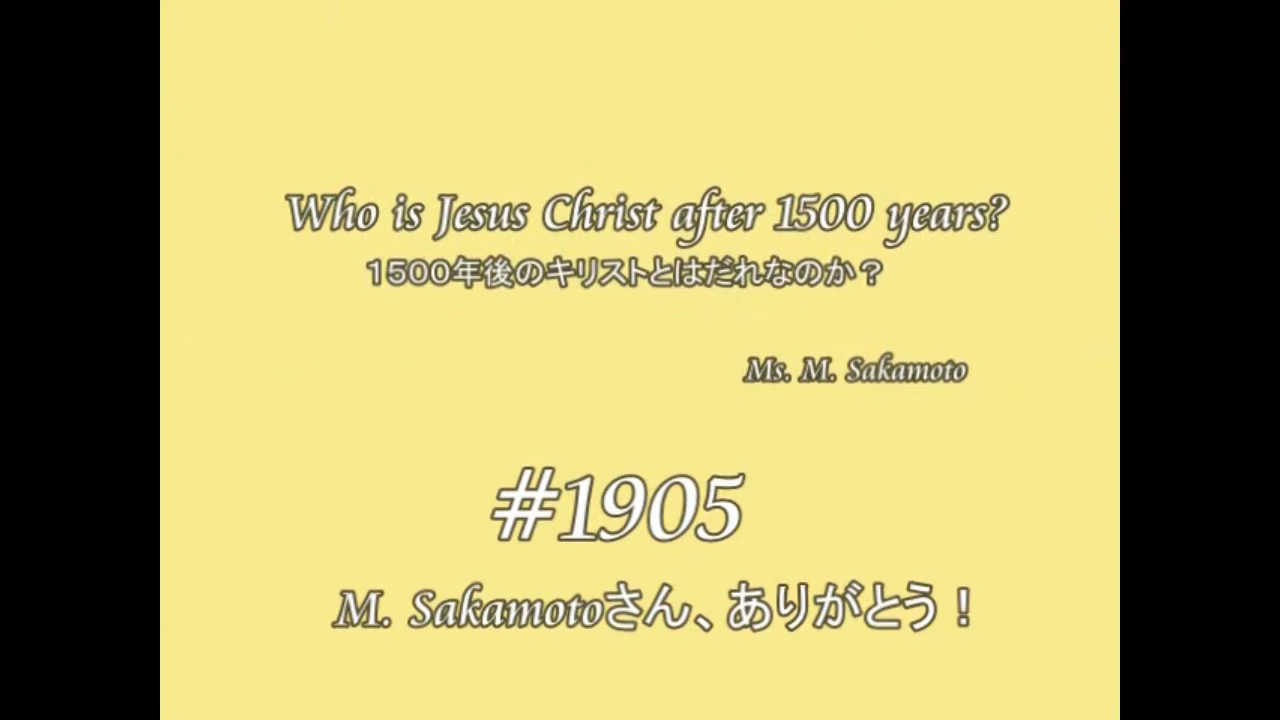 Who is Jesus Christ after 1500 years?
１５００年後のキリストとはだれなのか？
Ms. M. Sakamoto
#1905
M. Sakamotoさん、ありがとう！